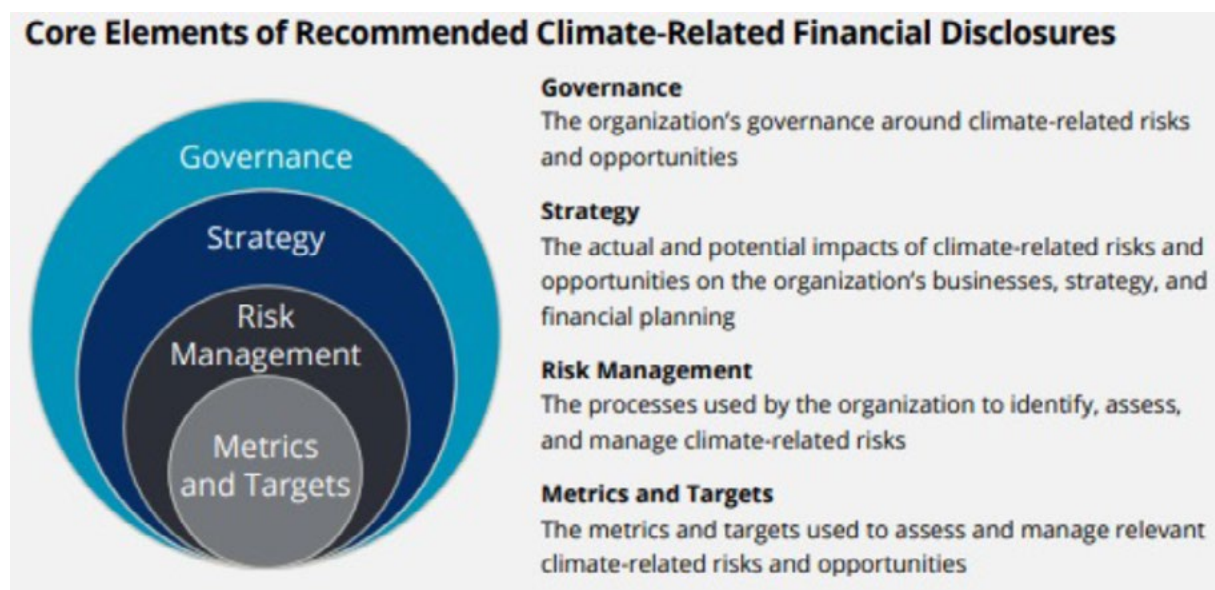 Core Elements of Recommended Climate-Related Financial Disclosures
Governance
Strategy
Risk
Management
Metrics
and Targets
Governance
The organization's governance around climate-related risks
and opportunities
Strategy
The actual and potential impacts of climate-related risks and
opportunities on the organization's businesses, strategy, and
financial planning
Risk Management
The processes used by the organization to identify, assess,
and manage climate-related risks
Metrics and Targets
The metrics and targets used to assess and manage relevant
climate-related risks and opportunities